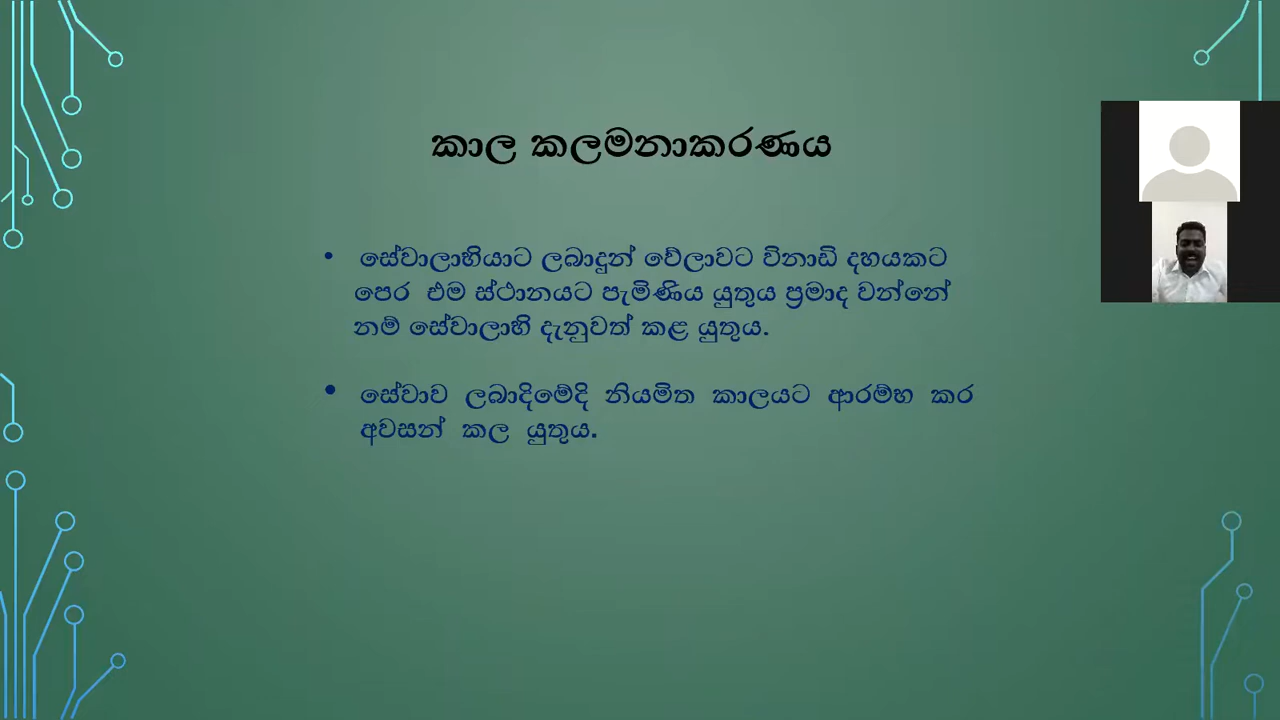 කාල කලමනාකරණය
• සේවාලාභියාට ලබාදුන් වේලාවට විනාඩි දහයකට
පෙර එම ස්ථානයට පැමිණිය යුතුය ප්‍රමාද වන්නේ
නම් සේවාලාභි දැනුවත් කළ යුතුය.
• සේවාව ලබාදිමේදි නියමිත කාලයට ආරම්භ කර
අවසන් කල යුතුය.